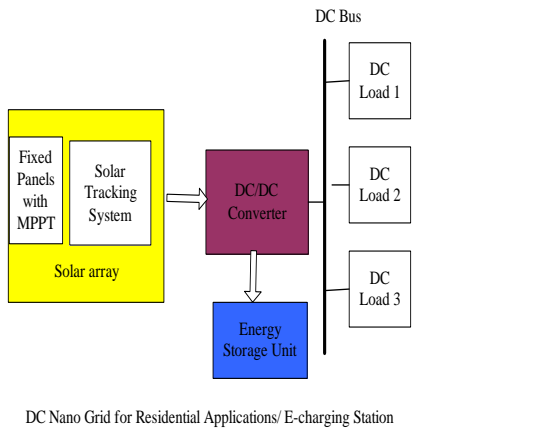 DC Bus
DC
Load 1
Fixed
Panels
with
MPPT
Solar
Tracking
System
Solar array
DC/DC
Converter
DC
Load 2
DC
Load 3
Energy
Storage Unit
DC Nano Grid for Residential Applications/ E-charging Station